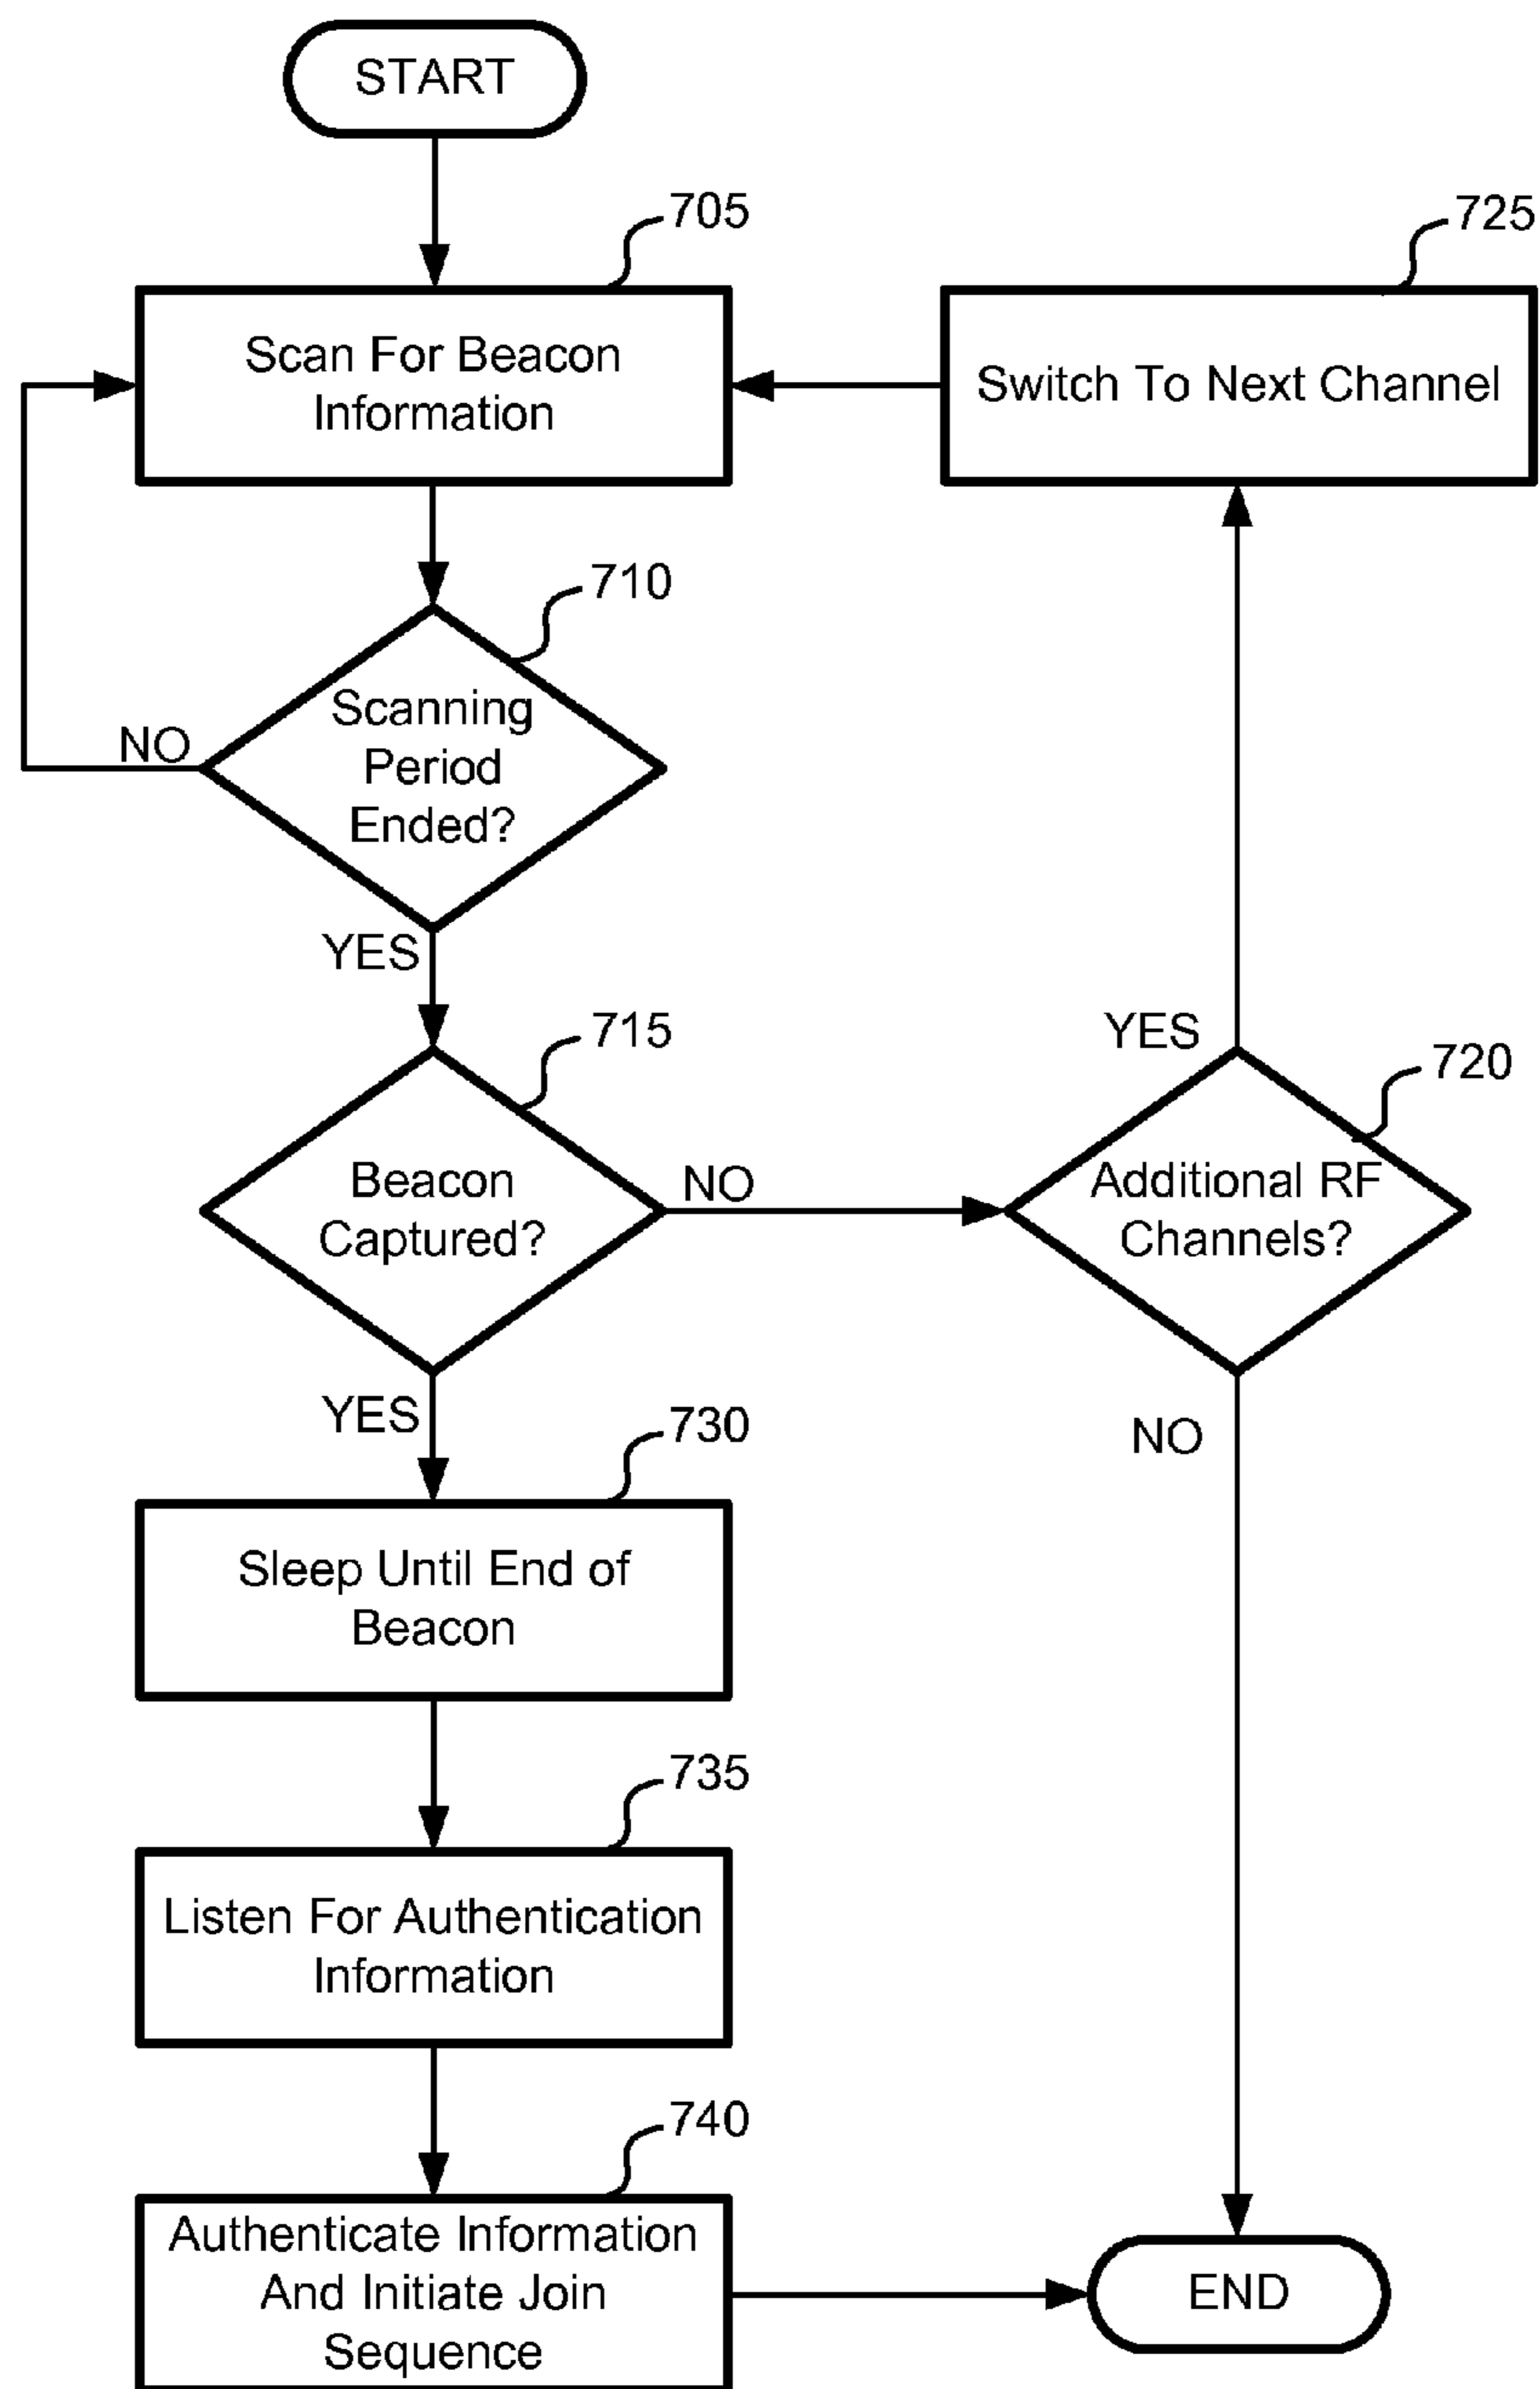 START
705
725
Scan For Beacon
Information
Switch To Next Channel
710
Scanning
Period
Ended?
NO
YES
715
YES
720
Beacon
Captured?
NO
Additional RF
Channels?
YES
730
NO
Sleep Until End of
Beacon
735
Listen For Authentication
Information
740
Authenticate Information
And Initiate Join
Sequence
END